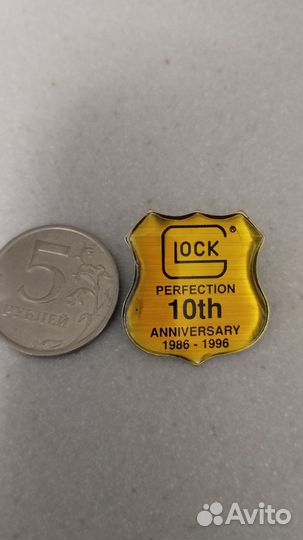 5
РУБЛЕЙ
GLOCK®
PERFECTION
10th
ANNIVERSARY
1986 - 1996
Avito